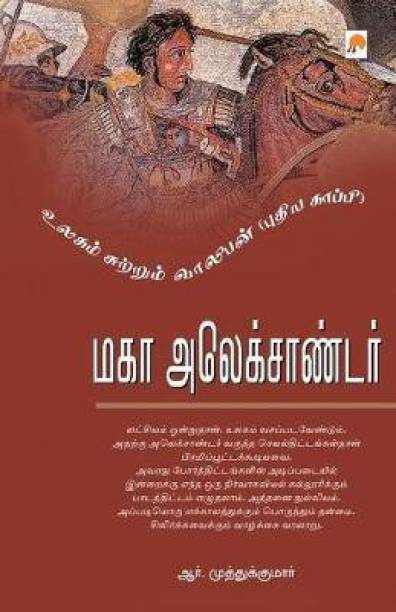 உலகம் சுற்றும் வாலிபன் (புதிய காப்பி)
மகா அலெக்சாண்டர்
லட்சியம் ஒன்றுதான். உலகம் வசப்படவேண்டும்.
அதற்கு அலெக்சாண்டர் வகுத்த செயல்திட்டங்கள்தான்
பிரமிப்பூட்டக்கூடியவை.
அவரது போர்த்திட்டங்களின் அடிப்படையில்
இன்றைக்கு எந்த ஒரு நிர்வாகவியல் கல்லூரிக்கும்
பாடத்திட்டம் எழுதலாம். அத்தனை துல்லியம்.
அப்படியொரு எக்காலத்துக்கும் பொருந்தும் தன்மை.
சிலிர்க்கவைக்கும் வாழ்க்கை வரலாறு.
ஆர். முத்துக்குமார்